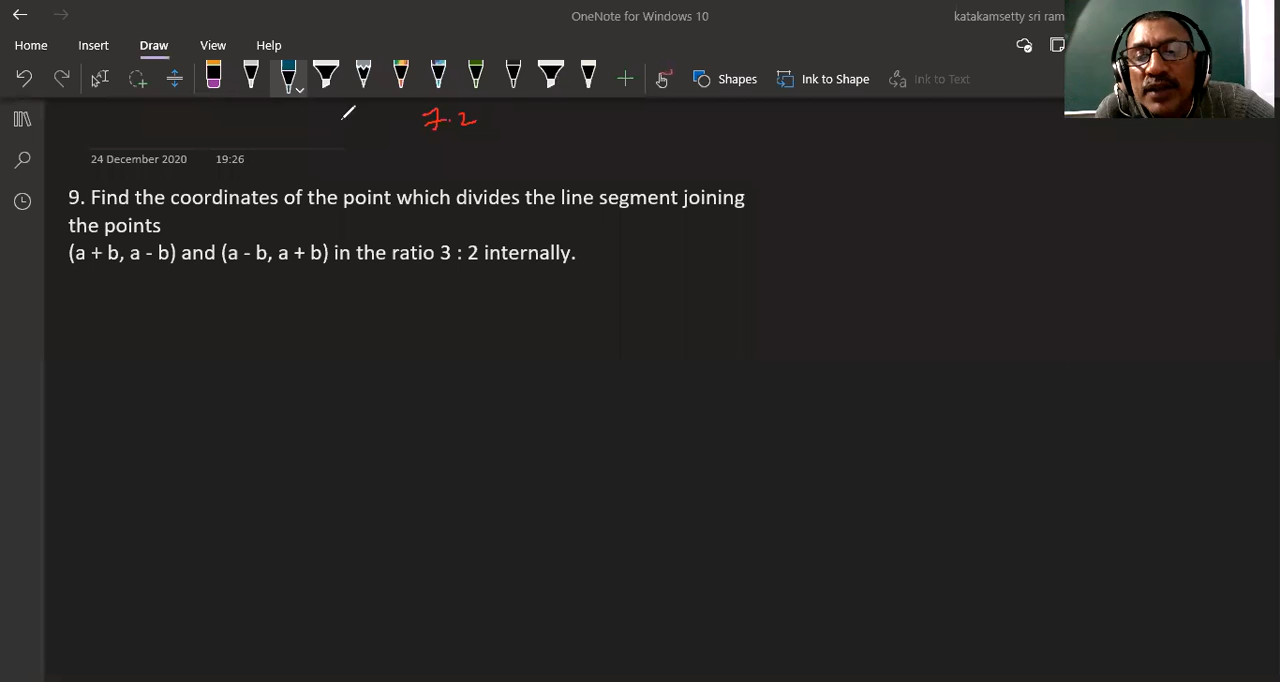 OneNote for Windows 10
katakamsetty sri ram
Home Insert Draw View Help
Shapes Ink to Shape Ink to Text
7.2
24 December 2020 19:26
9. Find the coordinates of the point which divides the line segment joining
the points
(a + b, a - b) and (a - b, a + b) in the ratio 3 : 2 internally.